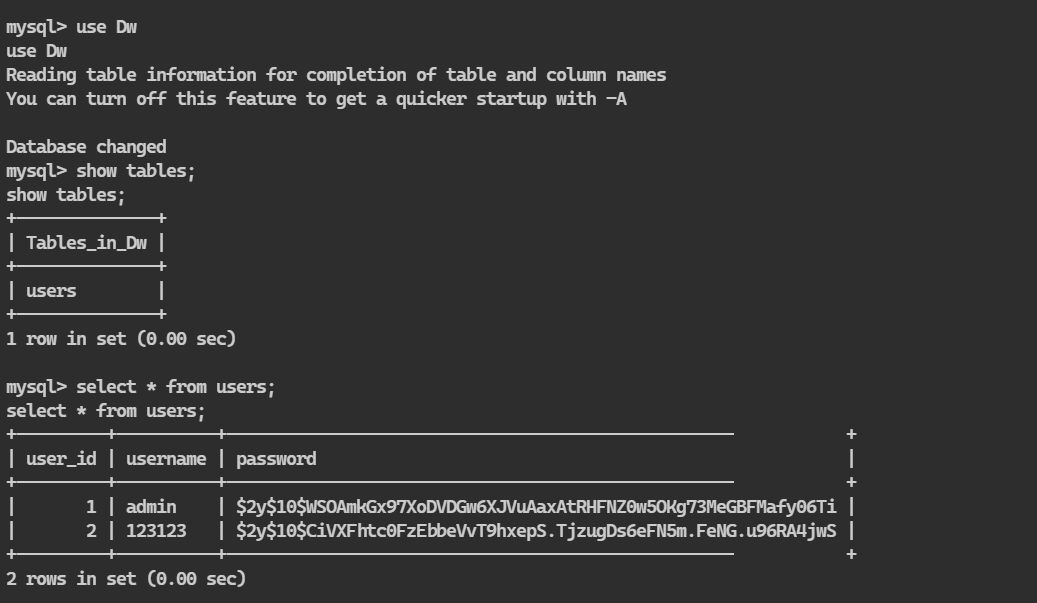 mysql> use Dw
use Dw
Reading table information for completion of table and column names
You can turn off this feature to get a quicker startup with -A
Database changed
mysql> show tables;
show tables;
+--------------+
| Tables_in_Dw |
+--------------+
| users        |
+--------------+
1 row in set (0.00 sec)
mysql> select * from users;
select * from users;
+---------+----------+--------------------------------------------------------------+
| user_id | username | password                                                     |
+---------+----------+--------------------------------------------------------------+
|       1 | admin    | $2y$10$WSOAmkGx97XoDVDGw6XJVuAaxAtRHFNZ0w5OKg73MeGBFMafy06Ti |
|       2 | 123123   | $2y$10$CiVXFhtc0FzEbbeVvT9hxepS.TjzugDs6eFN5m.FeNG.u96RA4jwS |
+---------+----------+--------------------------------------------------------------+
2 rows in set (0.00 sec)